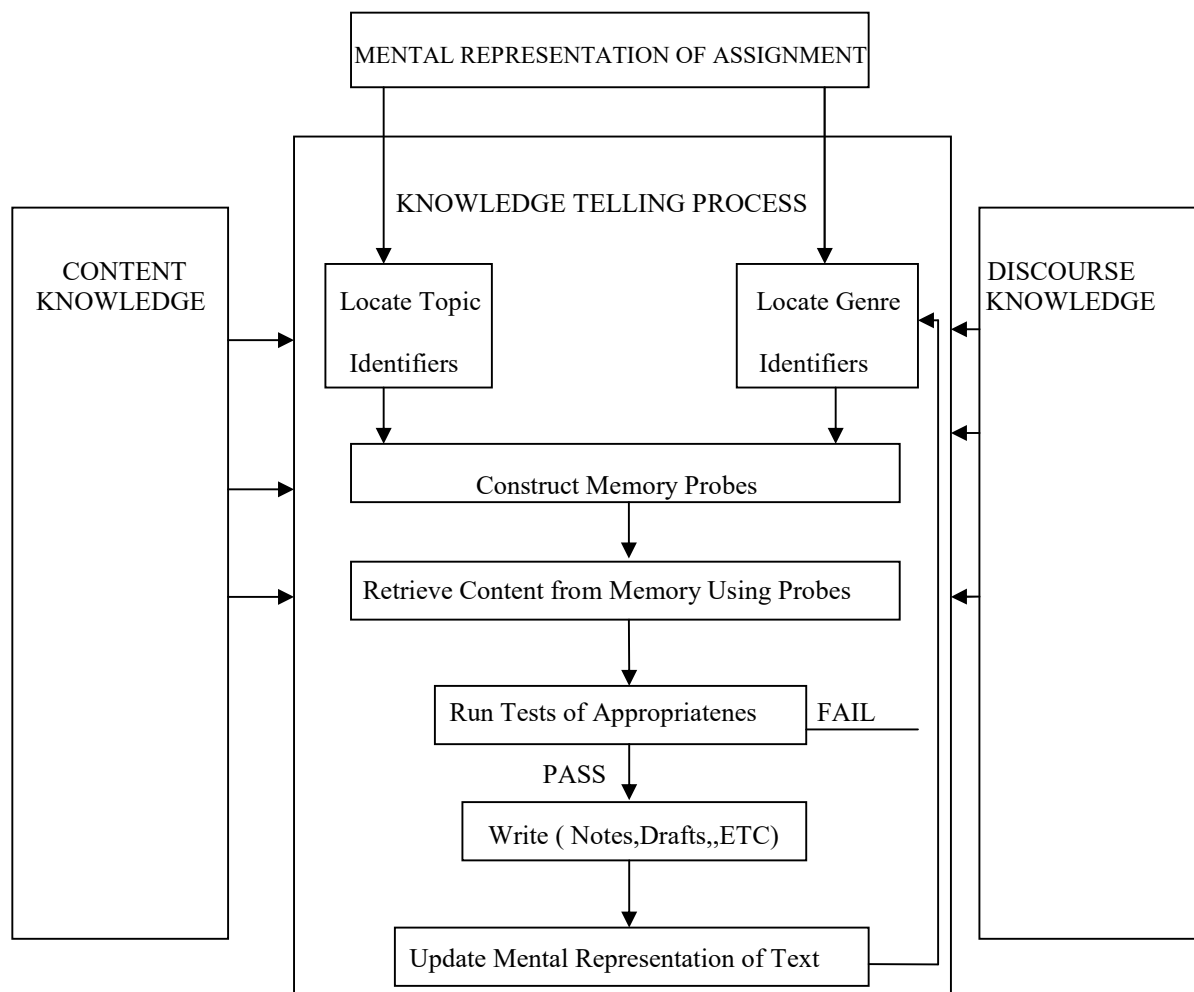 MENTAL REPRESENTATION OF ASSIGNMENT
KNOWLEDGE TELLING PROCESS
CONTENT
KNOWLEDGE
DISCOURSE
KNOWLEDGE
Locate Topic
Identifiers
Locate Genre
Identifiers
Construct Memory Probes
Retrieve Content from Memory Using Probes
Run Tests of Appropriatenes
FAIL
PASS
Write ( Notes,Drafts,,ETC)
Update Mental Representation of Text